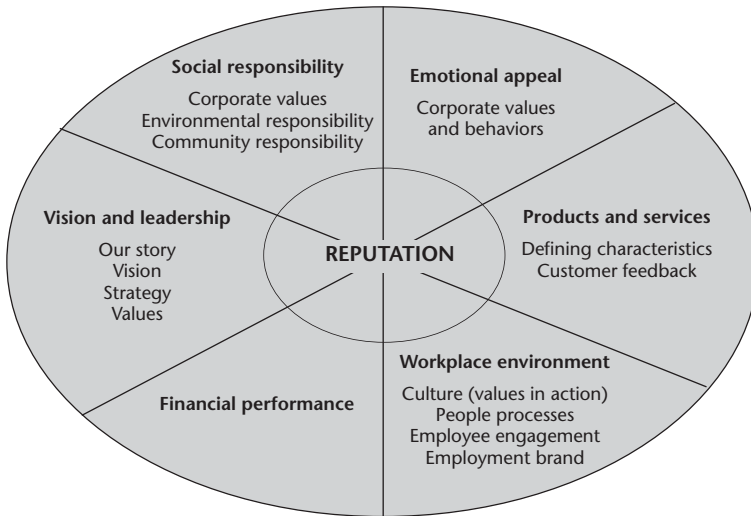 Social responsibility
Corporate values
Environmental responsibility
Community responsibility
Emotional appeal
Corporate values
and behaviors
Vision and leadership
Our story
Vision
Strategy
Values
REPUTATION
Products and services
Defining characteristics
Customer feedback
Financial performance
Workplace environment
Culture (values in action)
People processes
Employee engagement
Employment brand